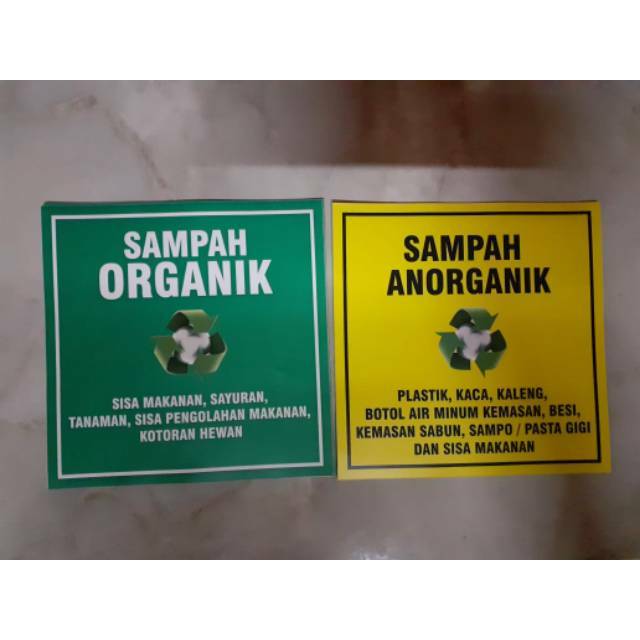 SAMPAH
ORGANIK
SISA MAKANAN, SAYURAN,
TANAMAN, SISA PENGOLAHAN MAKANAN,
KOTORAN HEWAN
SAMPAH
ANORGANIK
PLASTIK, KACA, KALENG,
BOTOL AIR MINUM KEMASAN, BESI,
KEMASAN SABUN, SAMPO / PASTA GIGI
DAN SISA MAKANAN